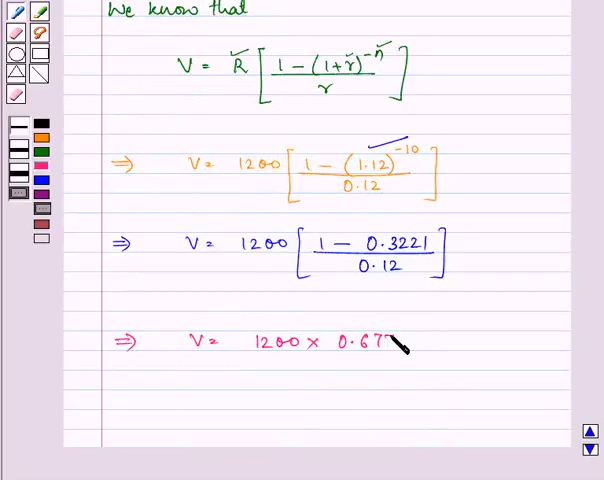 We know that
V = R [ 1 - (1+r)^-n / r ]
⇒ V = 1200 [ 1 - (1.12)^-10 / 0.12 ]
⇒ V = 1200 [ 1 - 0.3221 / 0.12 ]
⇒ V = 1200 × 0.677